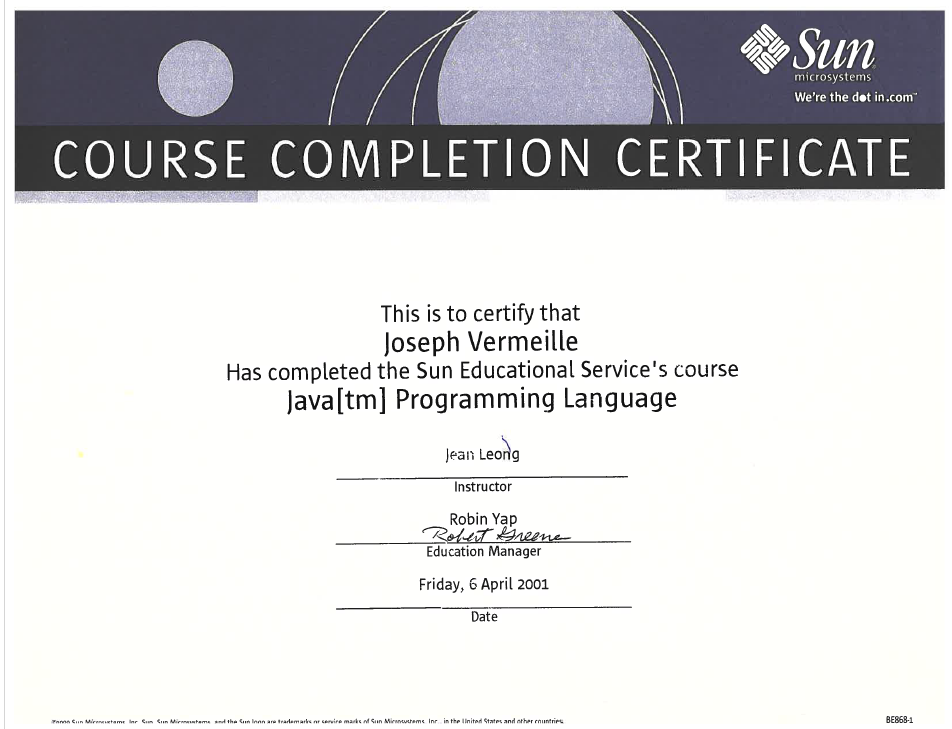 Sun
microsystems
We're the dot in .com™
COURSE COMPLETION CERTIFICATE
This is to certify that
Joseph Vermeille
Has completed the Sun Educational Service's course
Java[tm] Programming Language
Jean Leong
Instructor
Robin Yap
Robert Greene
Education Manager
Friday, 6 April 2001
Date
Sun Microsystems, Inc. Sun, Sun Microsystems, and the Sun logo are trademarks or service marks of Sun Microsystems, Inc., in the United States and other countries.
BE868-1